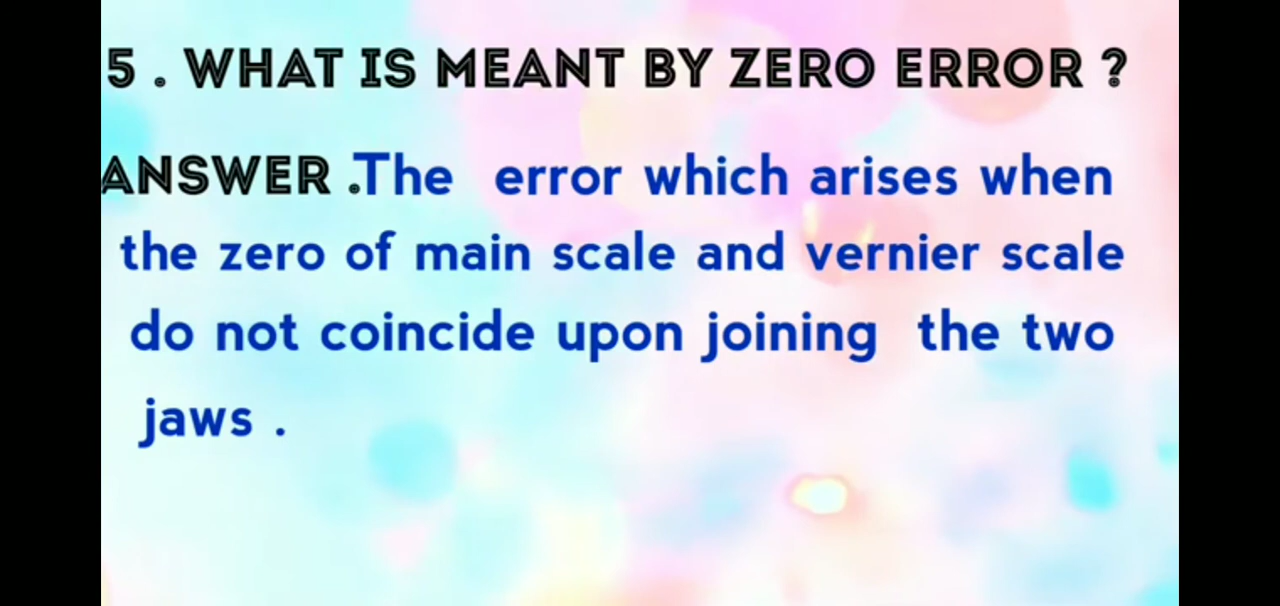 5 . WHAT IS MEANT BY ZERO ERROR ?
ANSWER .The error which arises when
the zero of main scale and vernier scale
do not coincide upon joining the two
jaws .